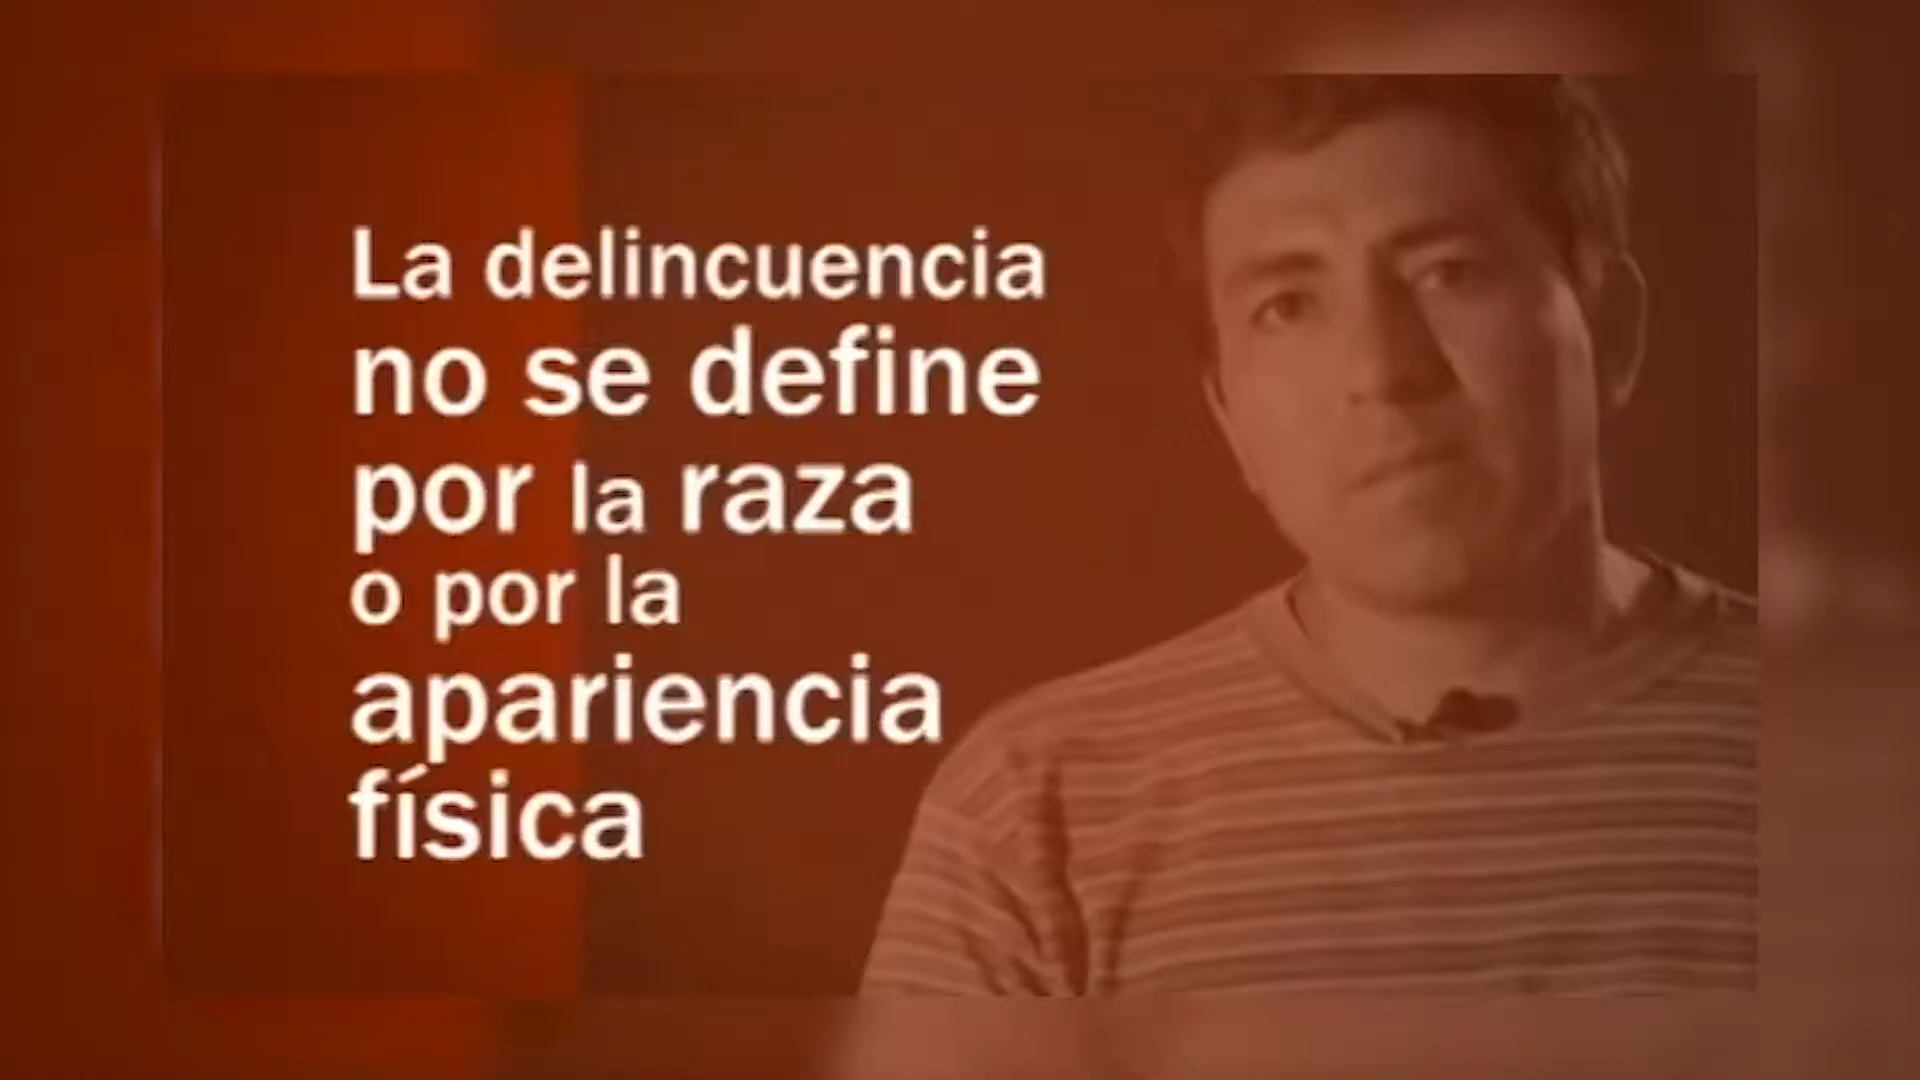 La delincuencia
no se define
por la raza
o por la
apariencia
física